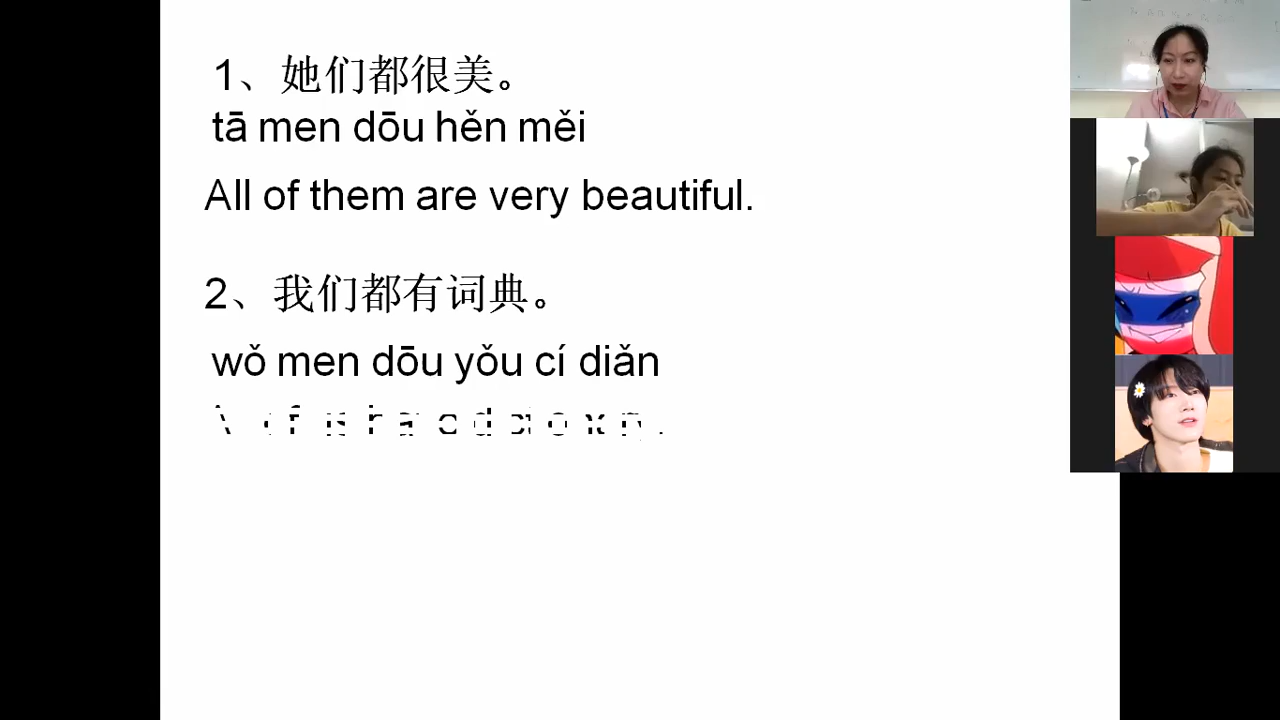 1、她们都很美。
tā men dōu hěn měi
All of them are very beautiful.
2、我们都有词典。
wǒ men dōu yǒu cí diǎn